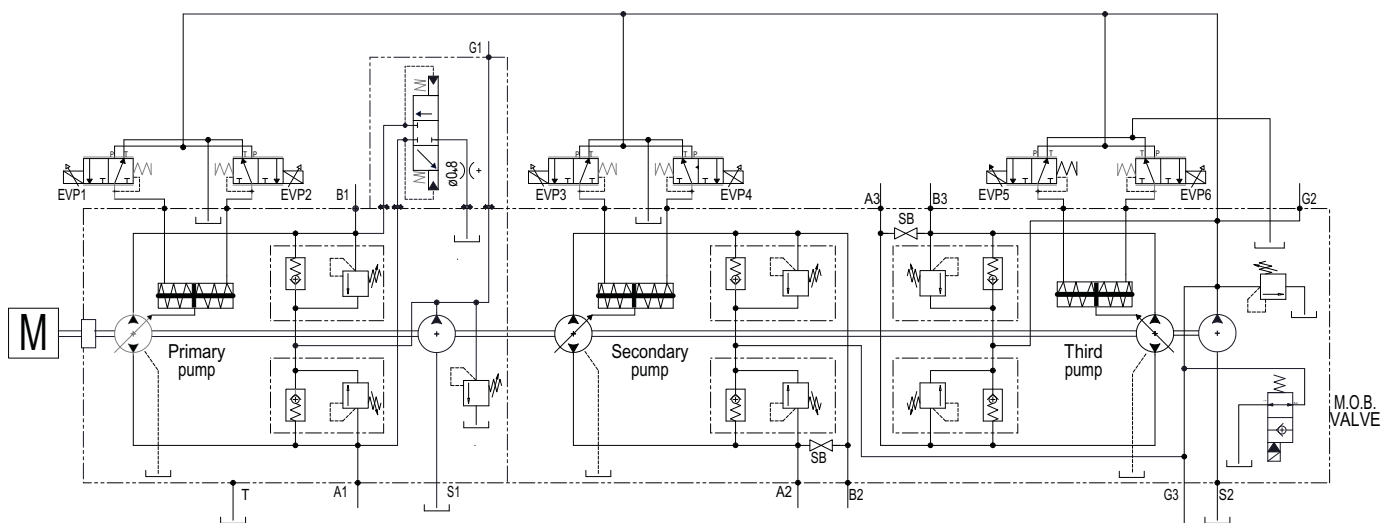 G1
P T
T P
P T
T P
P T
T P
EVP1
EVP2
ø0.8
EVP3
EVP4
EVP5
EVP6
B1
A3
B3
G2
SB
M
Primary
pump
Secondary
pump
Third
pump
M.O.B.
VALVE
SB
T
A1
S1
A2
B2
G3
S2